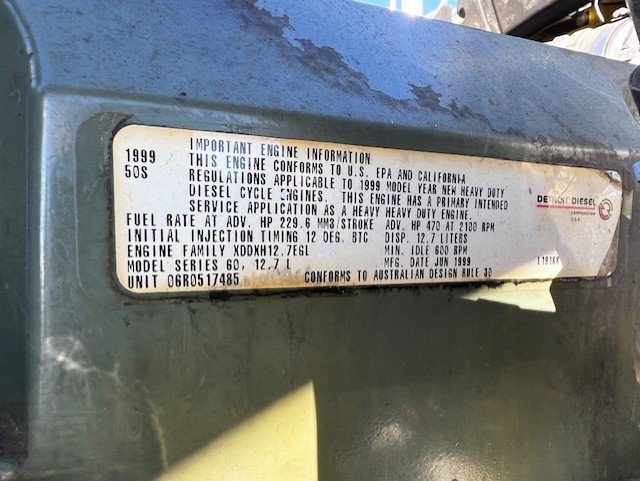 1999 IMPORTANT ENGINE INFORMATION
50S THIS ENGINE CONFORMS TO U.S. EPA AND CALIFORNIA
REGULATIONS APPLICABLE TO 1999 MODEL YEAR NEW HEAVY DUTY
DIESEL CYCLE ENGINES. THIS ENGINE HAS A PRIMARY INTENDED
SERVICE APPLICATION AS A HEAVY HEAVY DUTY ENGINE.
FUEL RATE AT ADV. HP 229.6 MM3/STROKE ADV. HP 470 AT 2100 RPM
INITIAL INJECTION TIMING 12 DEG. BTC DISP. 12.7 LITERS
ENGINE FAMILY XDDXH12.7EGL MIN. IDLE 600 RPM
MODEL SERIES 60, 12.7 L MFG. DATE JUN 1999
UNIT 06R0517485 CONFORMS TO AUSTRALIAN DESIGN RULE 30
DETROIT DIESEL
CORPORATION
U.S.A.